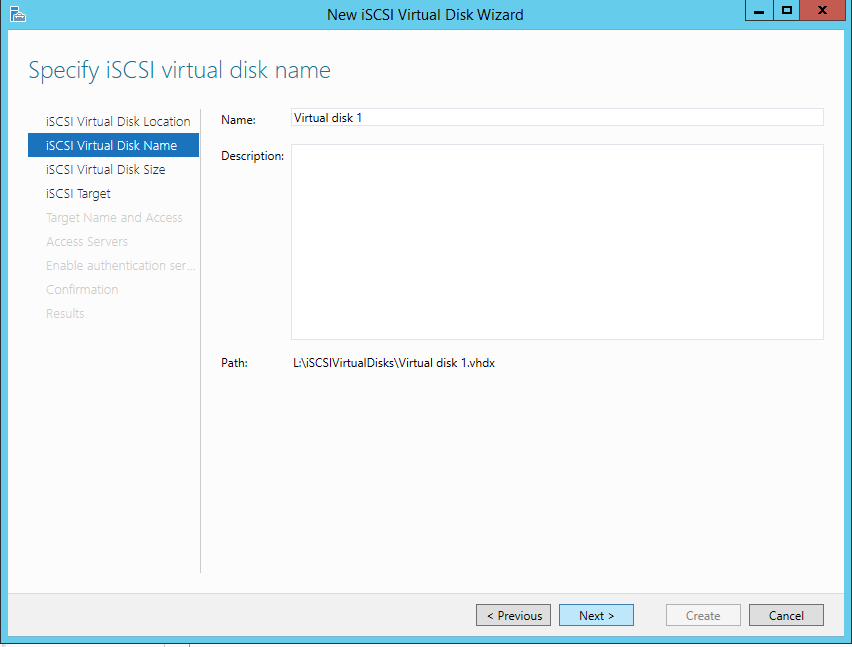 New iSCSI Virtual Disk Wizard
Specify iSCSI virtual disk name
iSCSI Virtual Disk Location
iSCSI Virtual Disk Name
iSCSI Virtual Disk Size
iSCSI Target
Target Name and Access
Access Servers
Enable authentication ser...
Confirmation
Results
Name: Virtual disk 1
Description:
Path: L:\iSCSIVirtualDisks\Virtual disk 1.vhdx
< Previous Next > Create Cancel